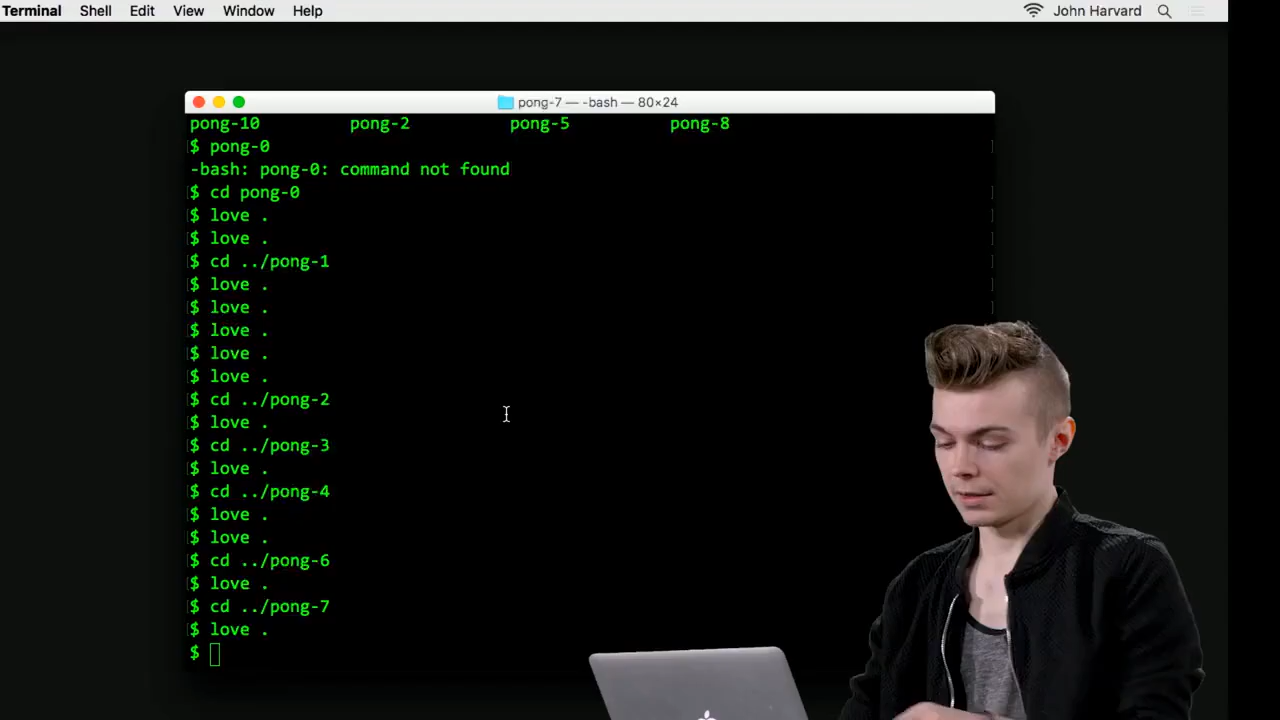 Terminal Shell Edit View Window Help John Harvard
pong-7 — -bash — 80×24
pong-10 pong-2 pong-5 pong-8
$ pong-0
-bash: pong-0: command not found
$ cd pong-0
$ love .
$ love .
$ cd ../pong-1
$ love .
$ love .
$ love .
$ love .
$ love .
$ cd ../pong-2
$ love .
$ cd ../pong-3
$ love .
$ cd ../pong-4
$ love .
$ love .
$ cd ../pong-6
$ love .
$ cd ../pong-7
$ love .
$